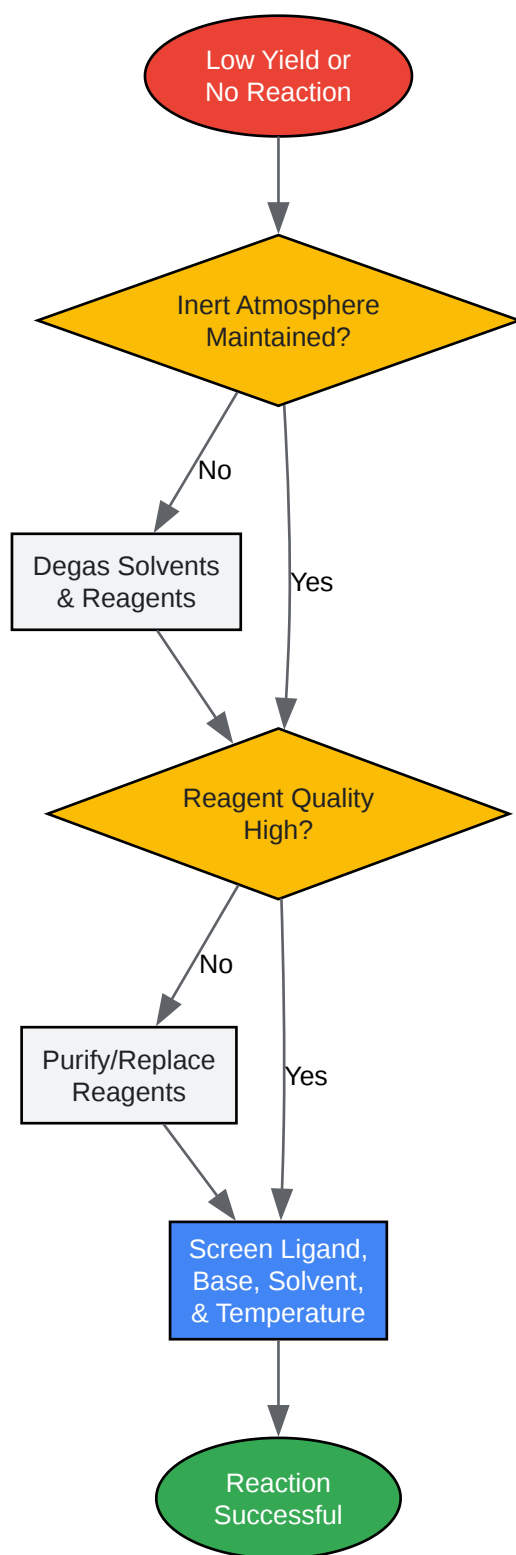 Low Yield or
No Reaction
Inert Atmosphere
Maintained?
No
Degas Solvents
& Reagents
Yes
Reagent Quality
High?
No
Purify/Replace
Reagents
Yes
Screen Ligand,
Base, Solvent,
& Temperature
Reaction
Successful